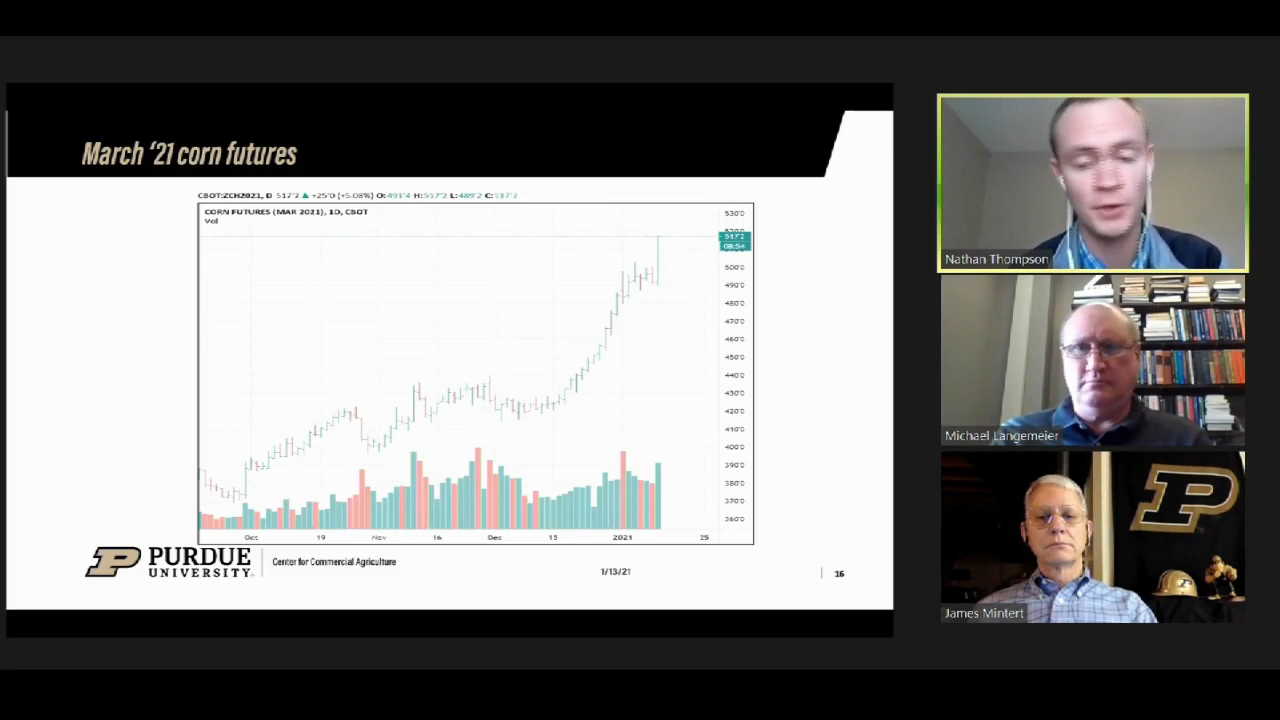 March ‘21 corn futures
CBOT:ZCH2021, D 517'2 ▲ +25'0 (+5.08%) O:491'4 H:517'2 L:489'2 C:517'2
CORN FUTURES (MAR 2021), 1D, CBOT
Vol
530'0
517'2
08:54
500'0
490'0
480'0
470'0
460'0
450'0
440'0
430'0
420'0
410'0
400'0
390'0
380'0
370'0
360'0
Oct 19 Nov 16 Dec 15 2021 25
PURDUE
UNIVERSITY
Center for Commercial Agriculture
1/13/21
16
Nathan Thompson
Michael Langemeier
P
James Mintert